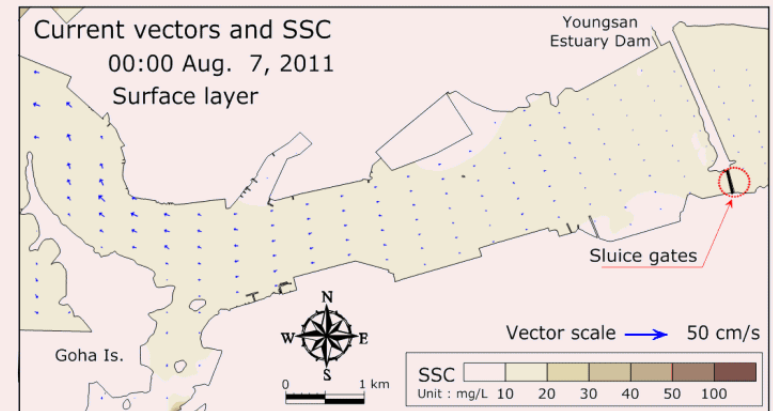 Current vectors and SSC
00:00 Aug. 7, 2011
Surface layer
Youngsan
Estuary Dam
Sluice gates
N
W E
S
Vector scale 50 cm/s
Goha Is.
0 1 km
SSC
Unit : mg/L 10 20 30 40 50 100